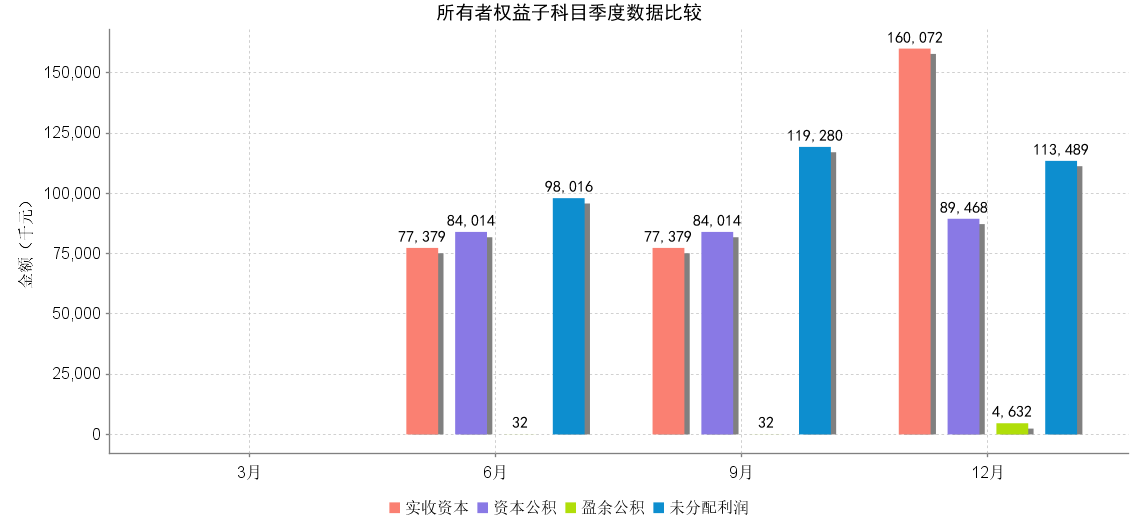 所有者权益子科目季度数据比较
金额（千元）
150,000
125,000
100,000
75,000
50,000
25,000
0
77,379
84,014
32
98,016
77,379
84,014
32
119,280
160,072
89,468
4,632
113,489
3月
6月
9月
12月
实收资本 资本公积 盈余公积 未分配利润